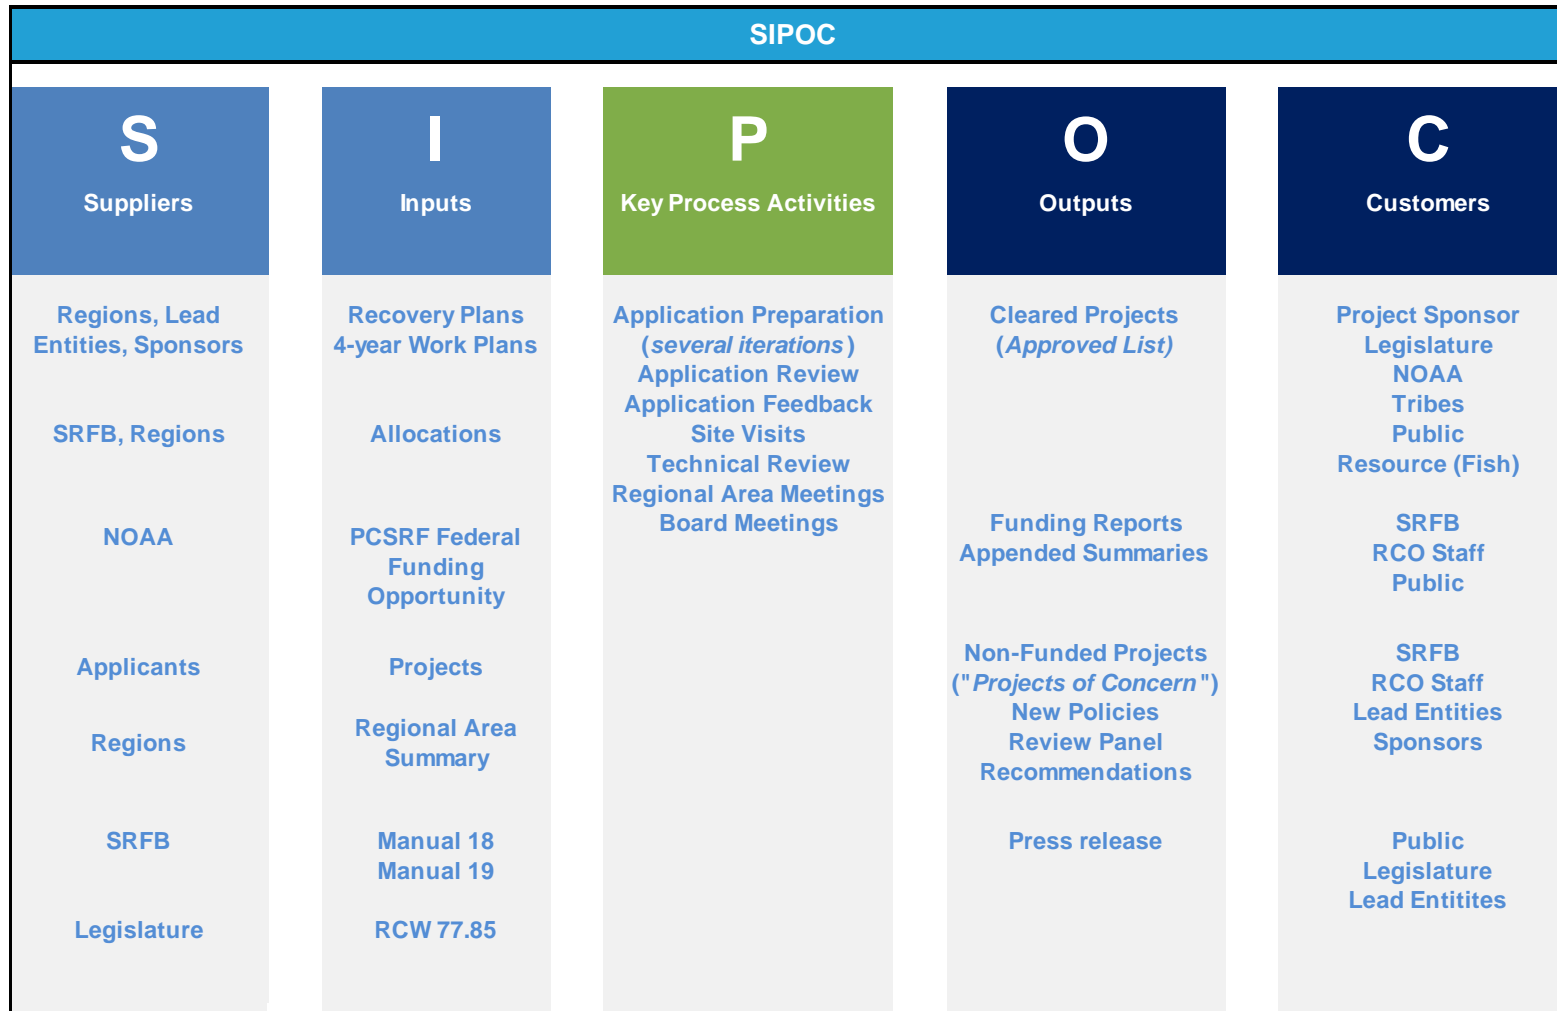 SIPOC
S
Suppliers
Regions, Lead
Entities, Sponsors
SRFB, Regions
NOAA
Applicants
Regions
SRFB
Legislature
I
Inputs
Recovery Plans
4-year Work Plans
Allocations
PCSRF Federal
Funding
Opportunity
Projects
Regional Area
Summary
Manual 18
Manual 19
RCW 77.85
P
Key Process Activities
Application Preparation
(several iterations)
Application Review
Application Feedback
Site Visits
Technical Review
Regional Area Meetings
Board Meetings
O
Outputs
Cleared Projects
(Approved List)
Funding Reports
Appended Summaries
Non-Funded Projects
("Projects of Concern")
New Policies
Review Panel
Recommendations
Press release
C
Customers
Project Sponsor
Legislature
NOAA
Tribes
Public
Resource (Fish)
SRFB
RCO Staff
Public
SRFB
RCO Staff
Lead Entities
Sponsors
Public
Legislature
Lead Entitites